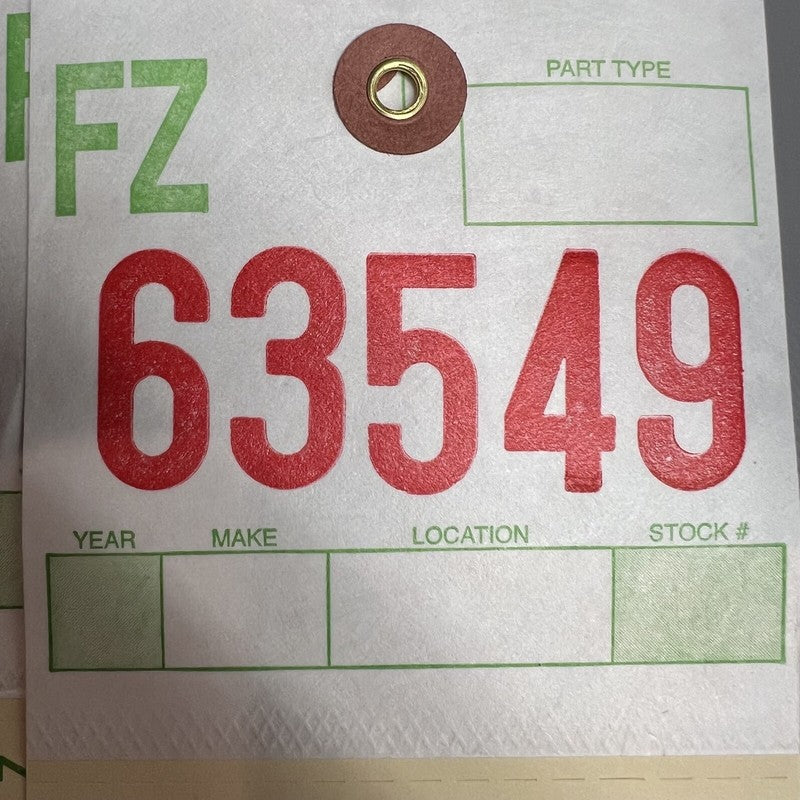 FZ
PART TYPE
63549
YEAR MAKE LOCATION STOCK #